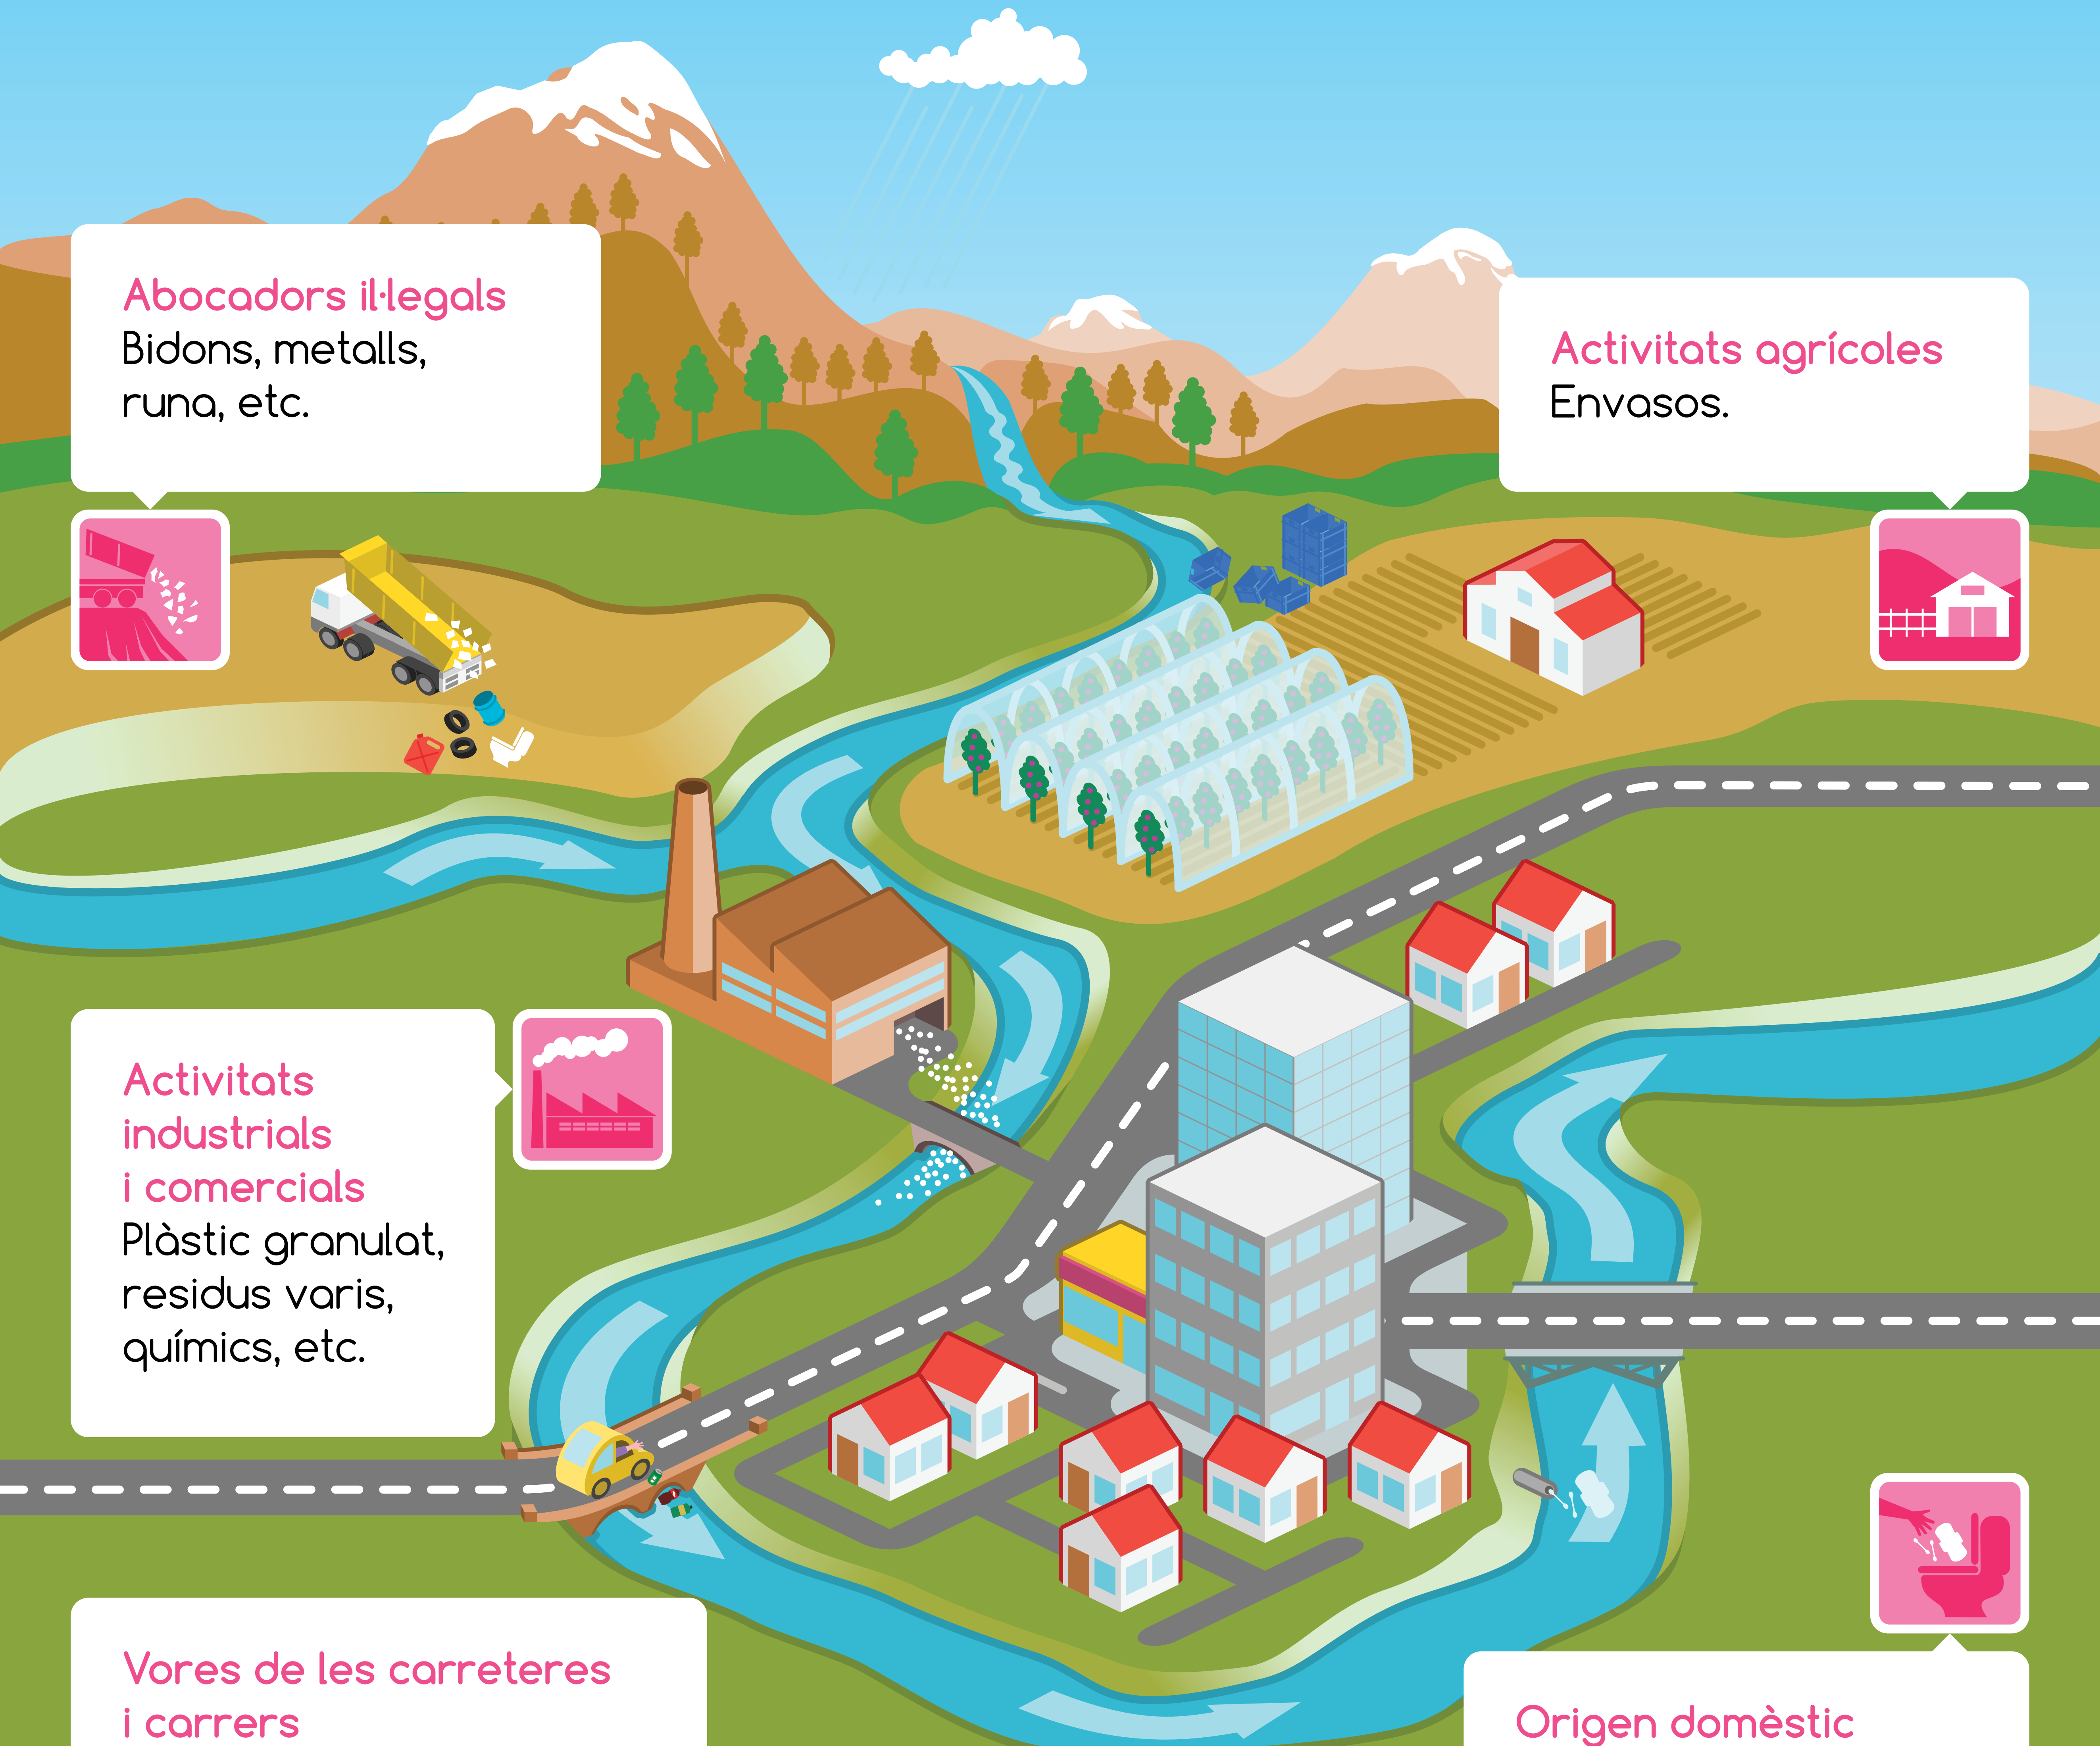 Abocadors il·legals
Bidons, metalls,
runa, etc.
Activitats agrícoles
Envasos.
Activitats
industrials
i comercials
Plàstic granulat,
residus varis,
químics, etc.
Vores de les carreteres
i carrers
Origen domèstic